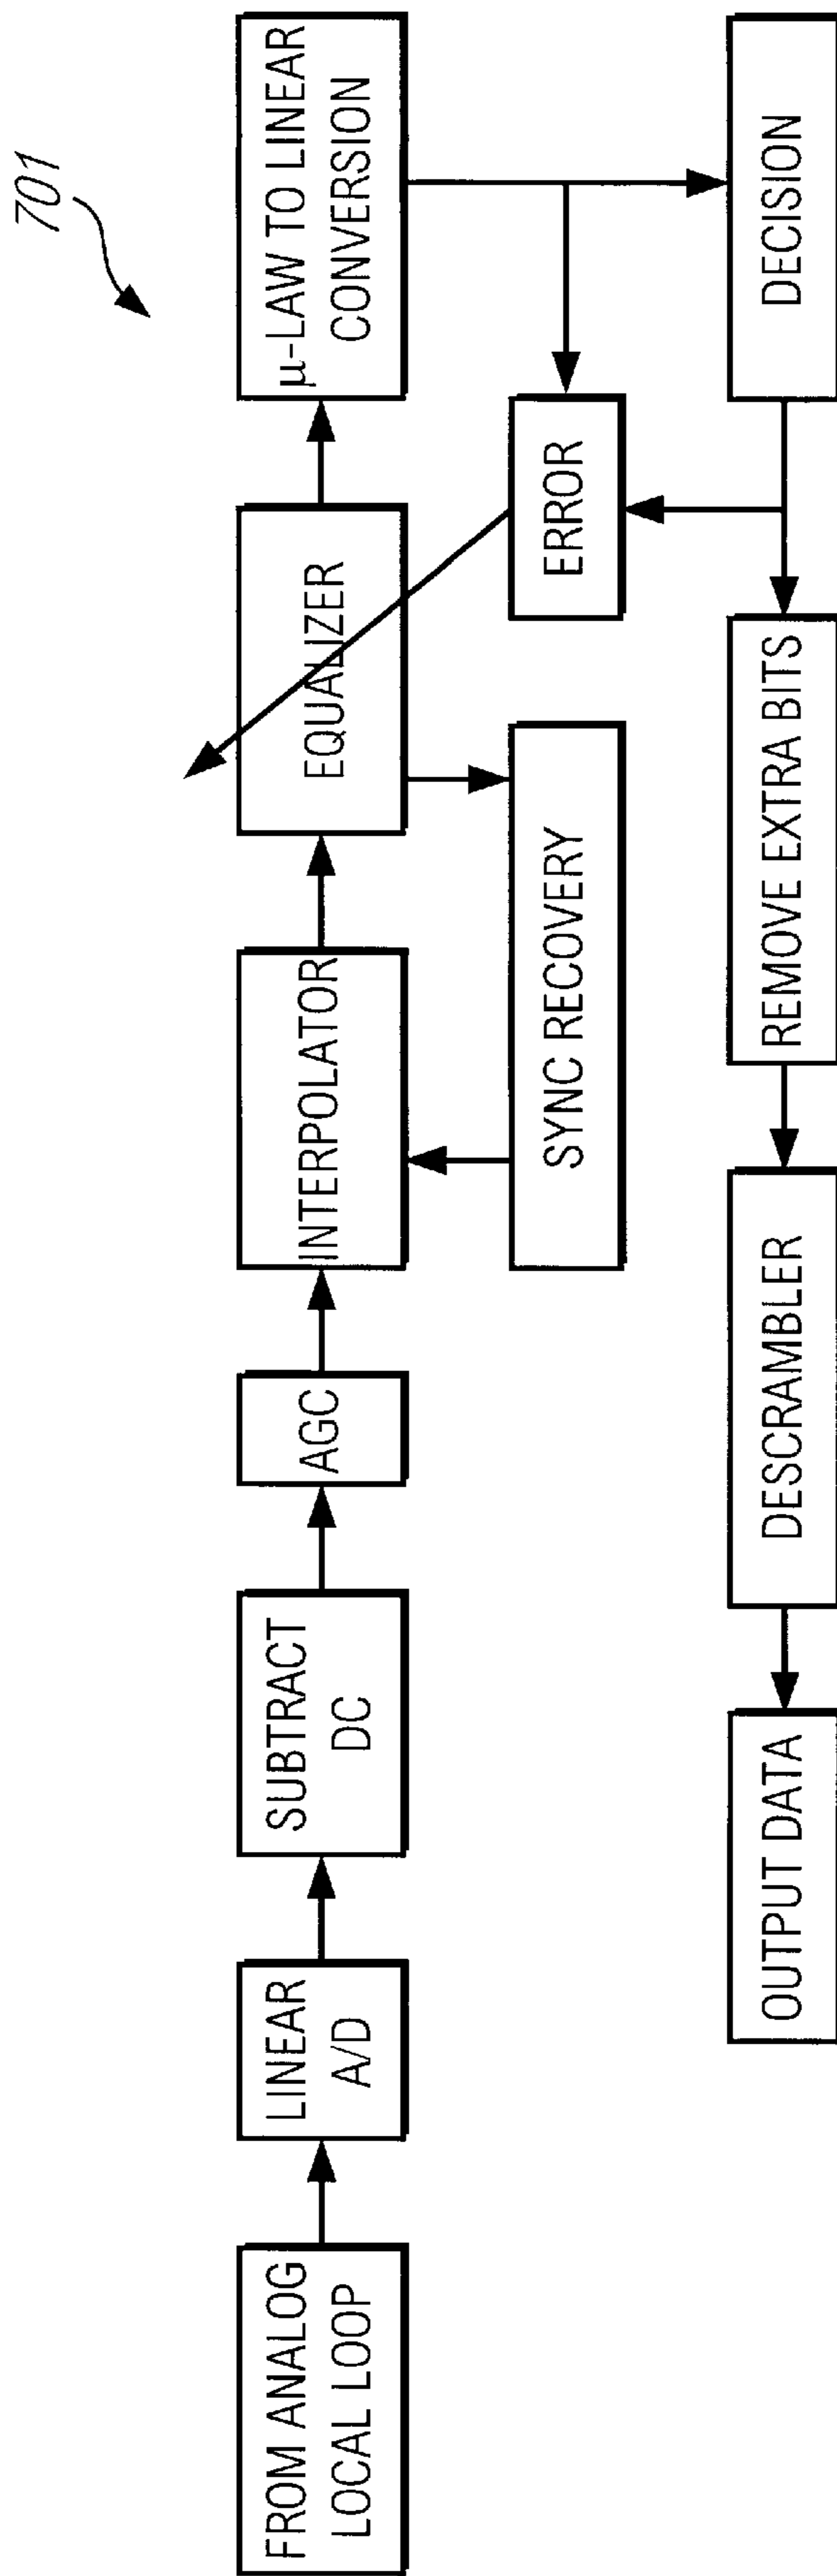 701
FROM ANALOG
LOCAL LOOP
LINEAR
A/D
SUBTRACT
DC
AGC
INTERPOLATOR
EQUALIZER
μ-LAW TO LINEAR
CONVERSION
SYNC RECOVERY
ERROR
OUTPUT DATA
DESCRAMBLER
REMOVE EXTRA BITS
DECISION